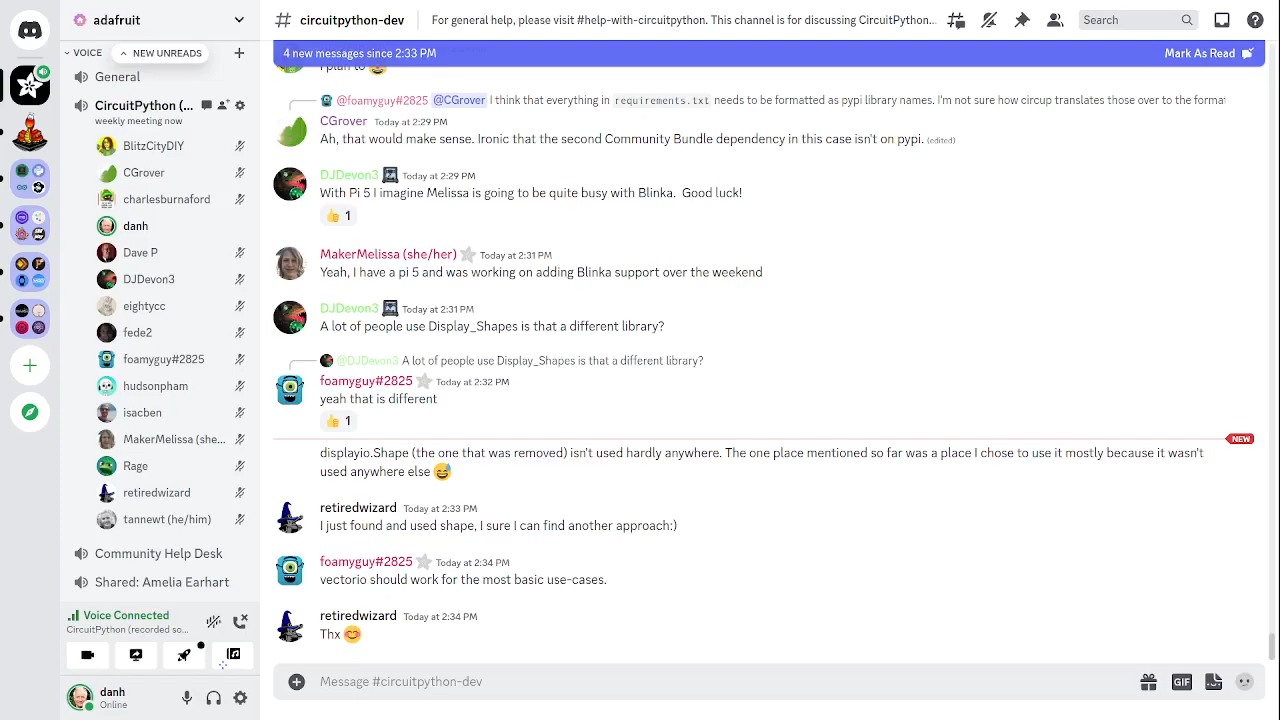 adafruit
# circuitpython-dev
For general help, please visit #help-with-circuitpython. This channel is for discussing CircuitPython...
Search
VOICE
NEW UNREADS
4 new messages since 2:33 PM
Mark As Read
General
I plan to
CircuitPython (...
weekly meeting now
BlitzCityDIY
CGrover
charlesburnaford
danh
Dave P
DJDevon3
eightycc
fede2
foamyguy#2825
hudsonpham
isacben
MakerMelissa (she...
Rage
retiredwizard
tannewt (he/him)
Community Help Desk
Shared: Amelia Earhart
Voice Connected
CircuitPython (recorded so...
danh
Online
@foamyguy#2825 @CGrover I think that everything in requirements.txt needs to be formatted as pypi library names. I'm not sure how circup translates those over to the format
CGrover Today at 2:29 PM
Ah, that would make sense. Ironic that the second Community Bundle dependency in this case isn't on pypi. (edited)
DJDevon3 Today at 2:29 PM
With Pi 5 I imagine Melissa is going to be quite busy with Blinka. Good luck!
👍 1
MakerMelissa (she/her) Today at 2:31 PM
Yeah, I have a pi 5 and was working on adding Blinka support over the weekend
DJDevon3 Today at 2:31 PM
A lot of people use Display_Shapes is that a different library?
@DJDevon3 A lot of people use Display_Shapes is that a different library?
foamyguy#2825 Today at 2:32 PM
yeah that is different
👍 1
NEW
displayio.Shape (the one that was removed) isn't used hardly anywhere. The one place mentioned so far was a place I chose to use it mostly because it wasn't
used anywhere else 😅
retiredwizard Today at 2:33 PM
I just found and used shape, I sure I can find another approach:)
foamyguy#2825 Today at 2:34 PM
vectorio should work for the most basic use-cases.
retiredwizard Today at 2:34 PM
Thx 😊
Message #circuitpython-dev
GIF